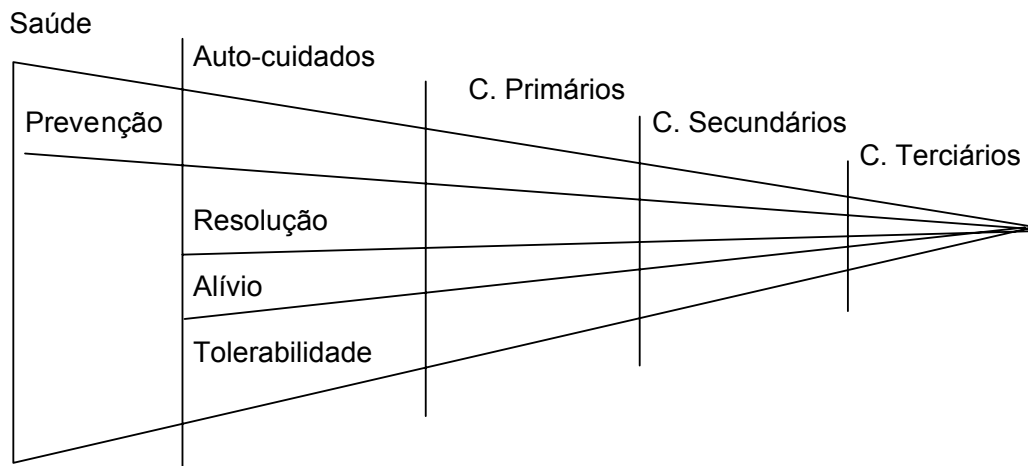 Saúde
Auto-cuidados
C. Primários
Prevenção
C. Secundários
C. Terciários
Resolução
Alívio
Tolerabilidade